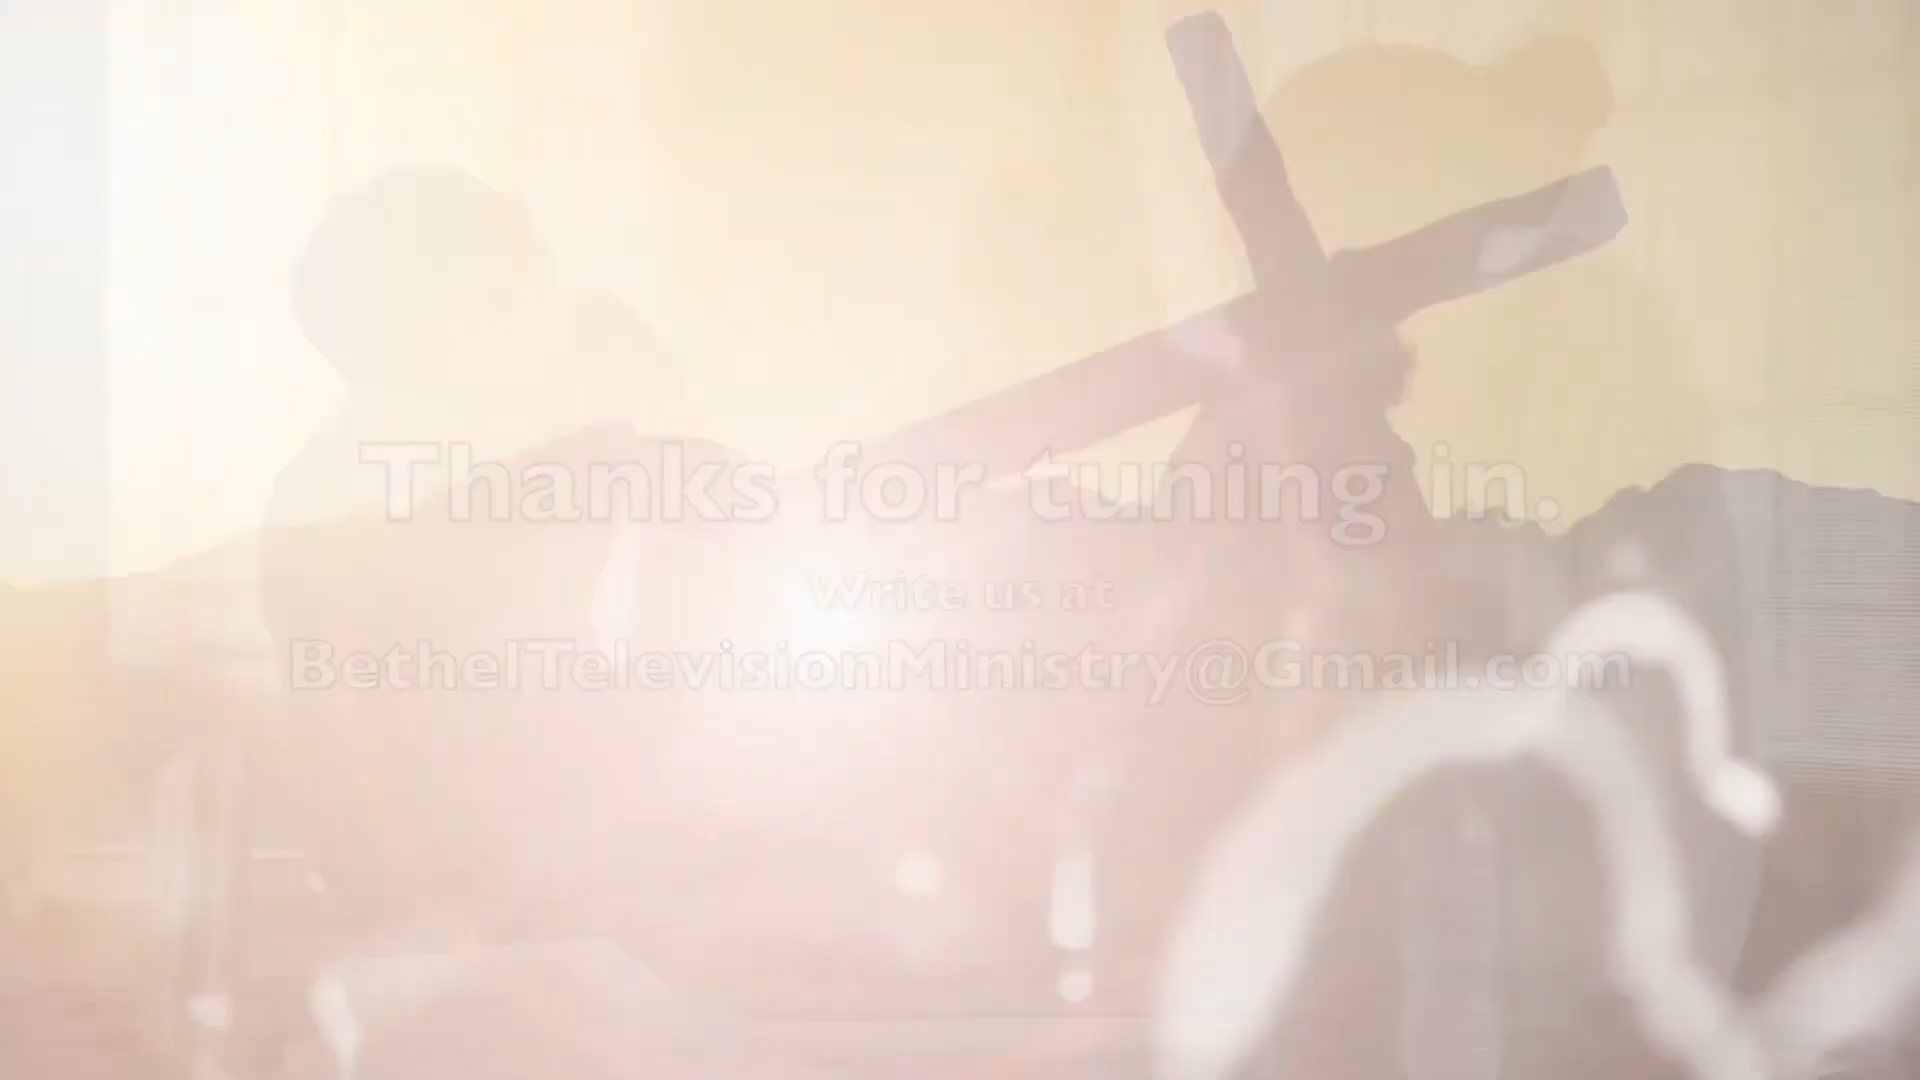 Thanks for tuning in.
Write us at
BethelTelevisionMinistry@Gmail.com